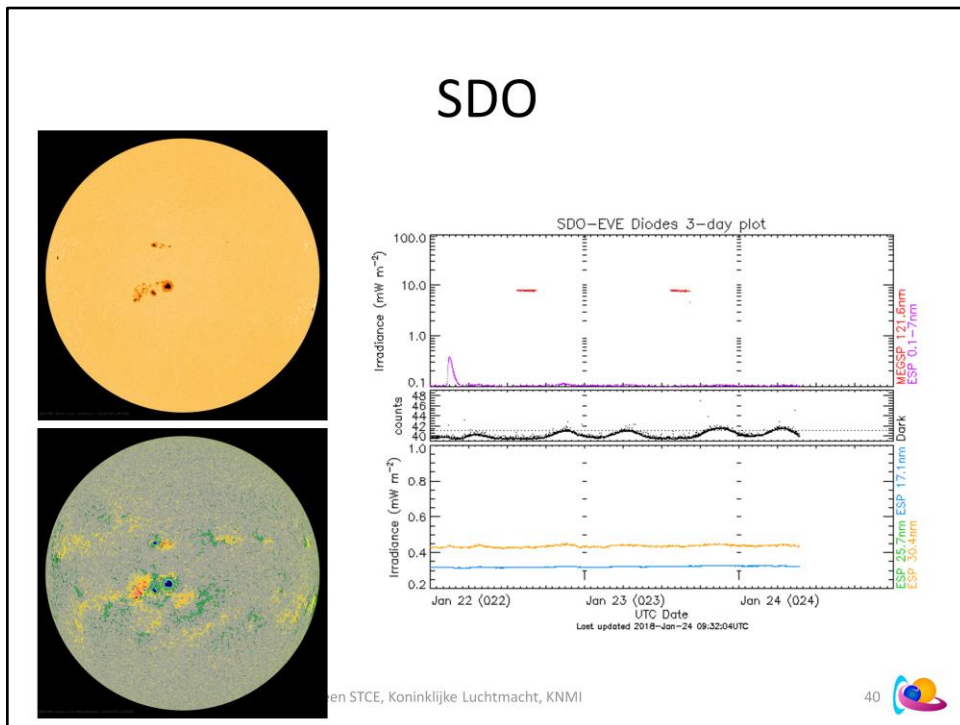 SDO
SDO-EVE Diodes 3-day plot
100.0
10.0
1.0
0.1
Irradiance (mW m⁻²)
MEGSP 121.6nm
ESP 0.1-7nm
48
46
44
42
40
counts
Dark
1.0
0.8
0.6
0.4
0.2
Irradiance (mW m⁻²)
ESP 25.7nm ESP 17.1nm
ESP 30.4nm
Jan 22 (022) Jan 23 (023) Jan 24 (024)
UTC Date
Last updated 2018-Jan-24 09:32:04UTC
en STCE, Koninklijke Luchtmacht, KNMI
40